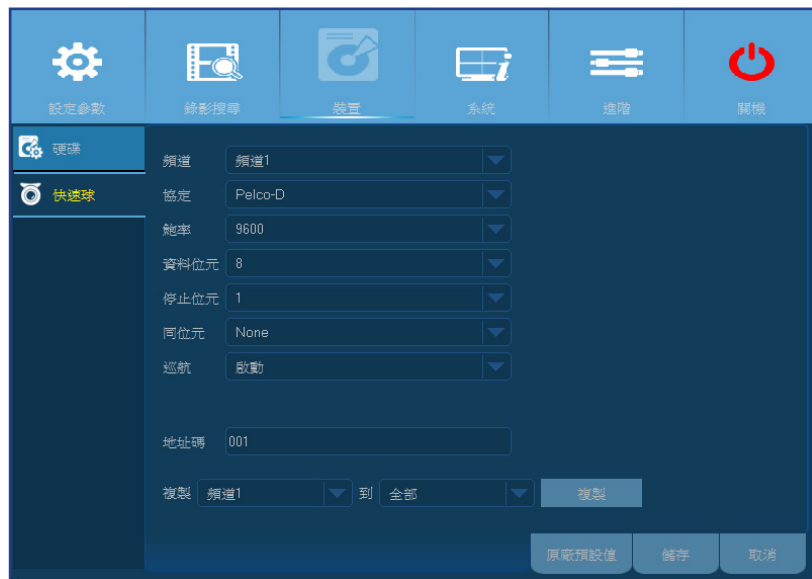 設定參數 錄影搜尋 裝置 系統 進階 關機
硬碟
快速球
頻道 頻道1
協定 Pelco-D
鮑率 9600
資料位元 8
停止位元 1
同位元 None
巡航 啟動
地址碼 001
複製 頻道1 到 全部 複製
原廠預設值 儲存 取消